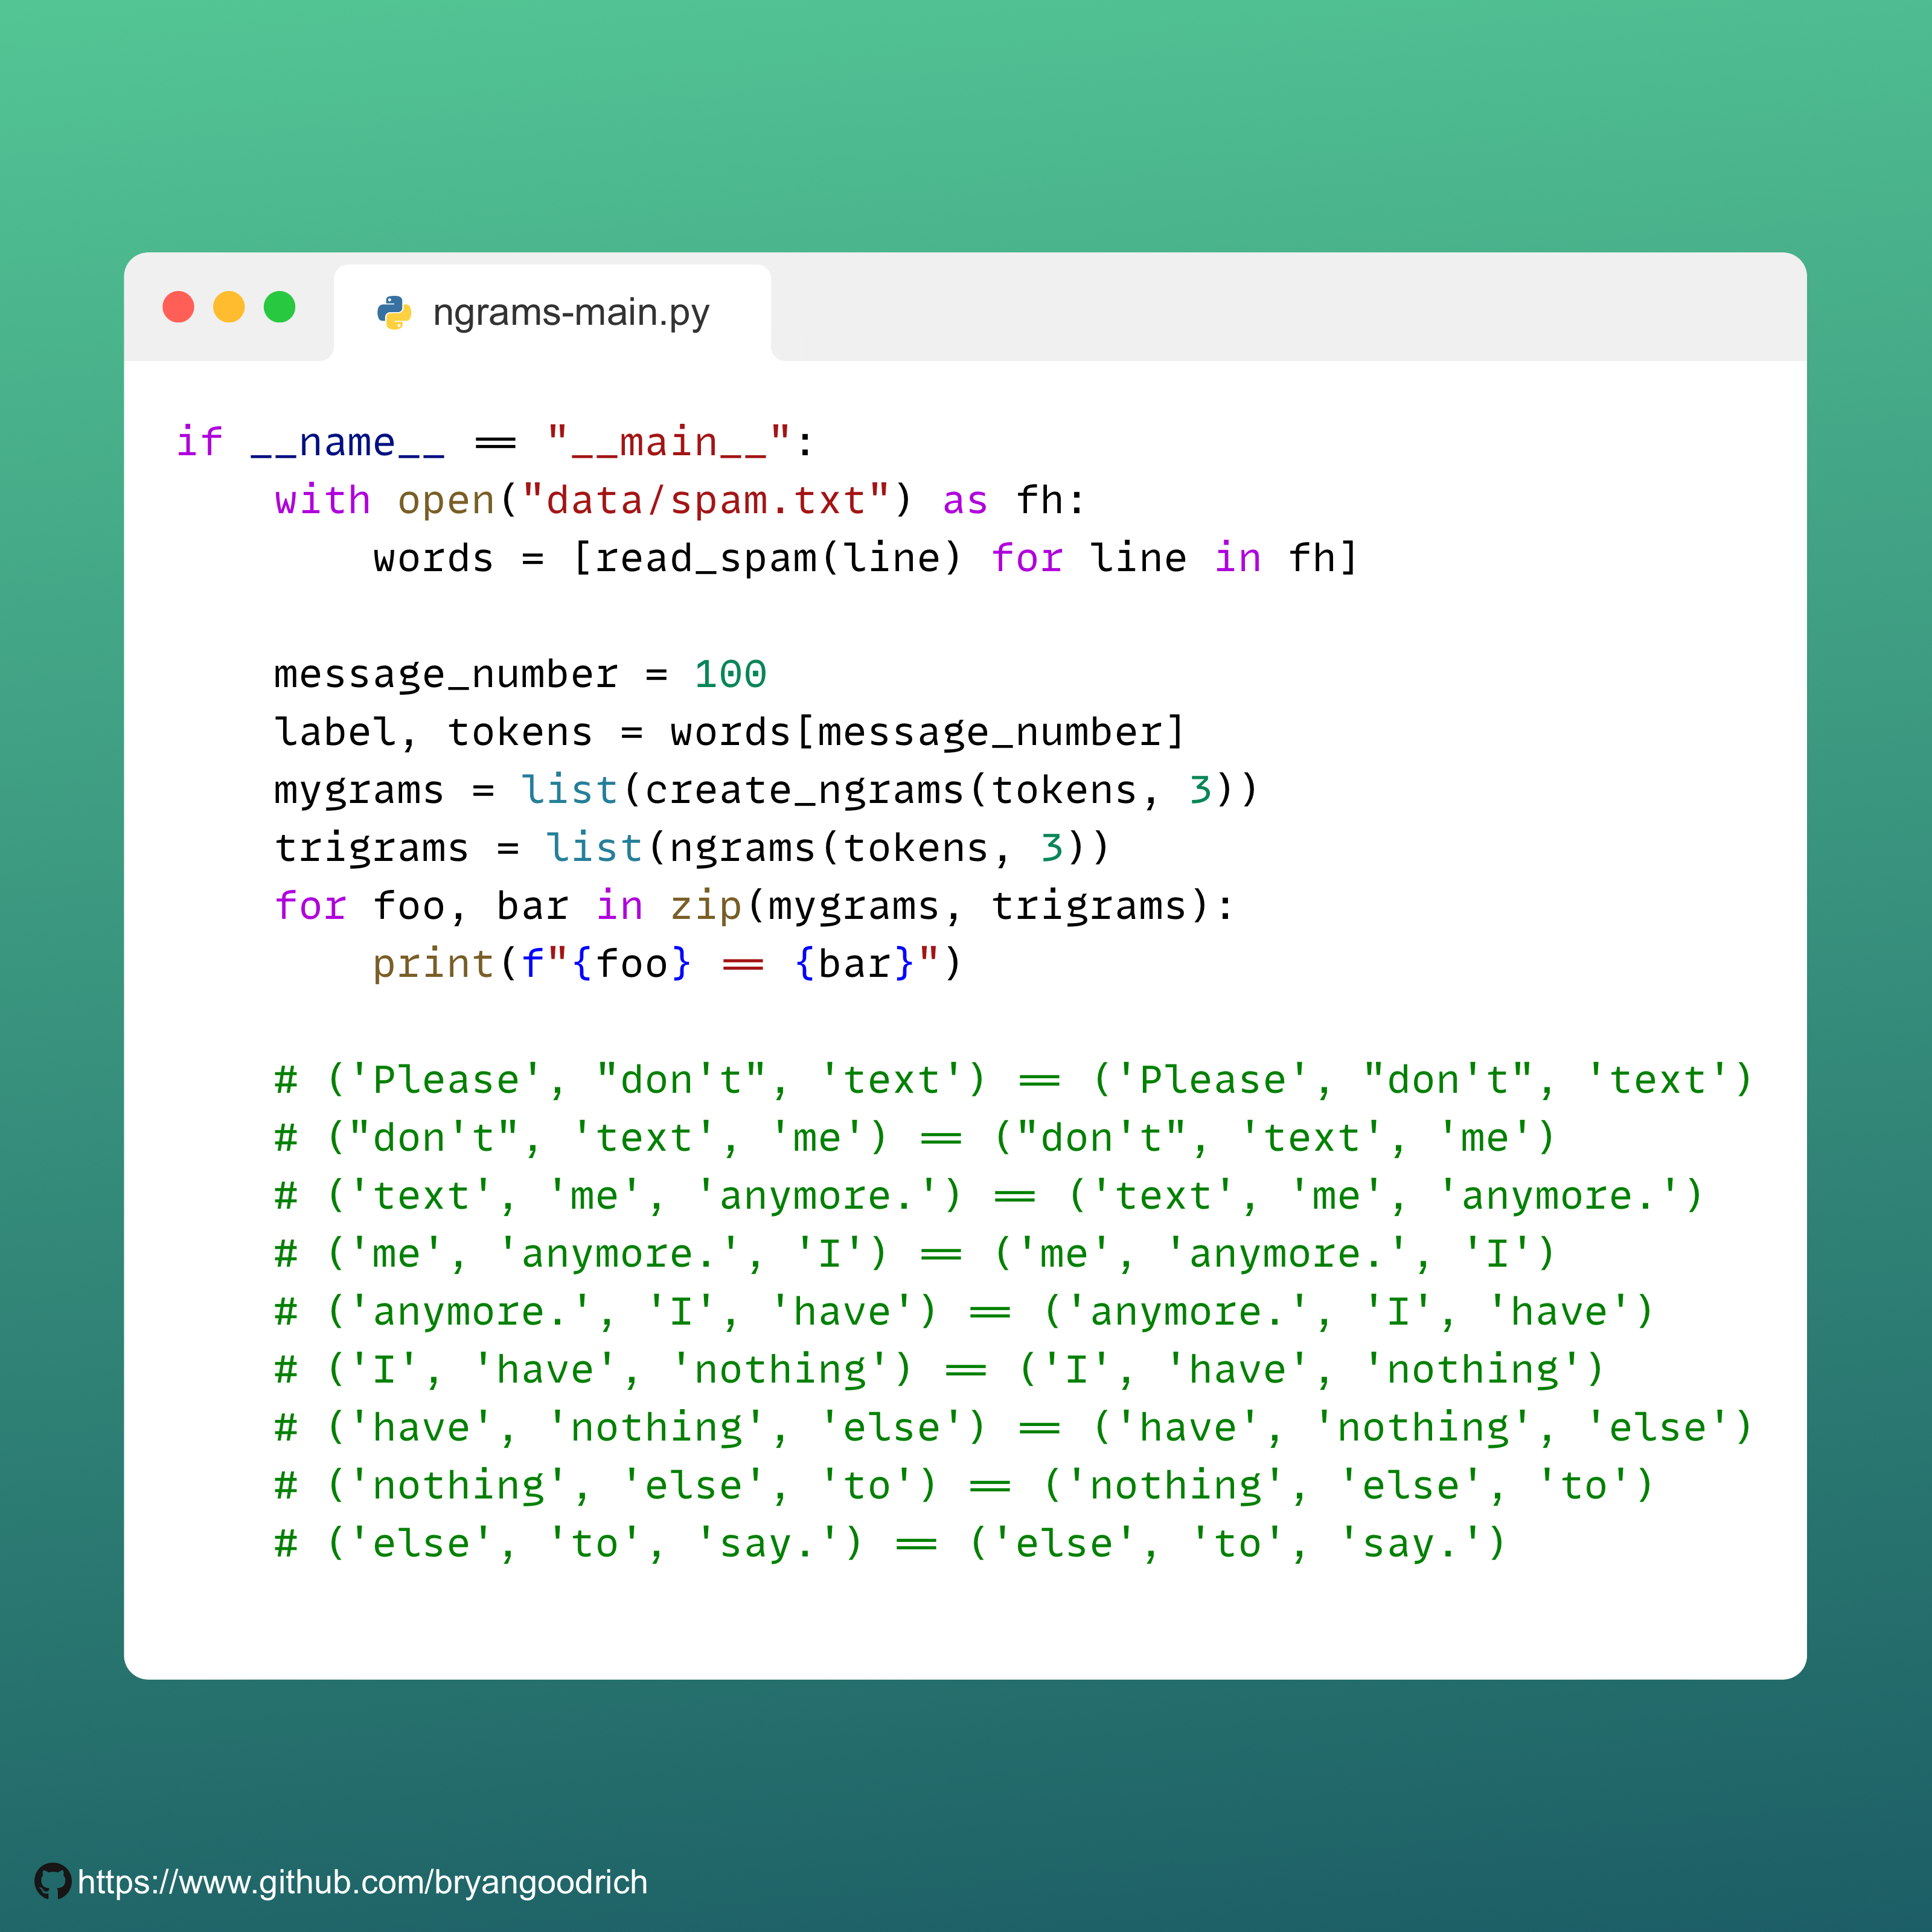 ngrams-main.py
if __name__ == "__main__":
    with open("data/spam.txt") as fh:
        words = [read_spam(line) for line in fh]

    message_number = 100
    label, tokens = words[message_number]
    mygrams = list(create_ngrams(tokens, 3))
    trigrams = list(ngrams(tokens, 3))
    for foo, bar in zip(mygrams, trigrams):
        print(f"{foo} == {bar}")

    # ('Please', "don't", 'text') == ('Please', "don't", 'text')
    # ("don't", 'text', 'me') == ("don't", 'text', 'me')
    # ('text', 'me', 'anymore.') == ('text', 'me', 'anymore.')
    # ('me', 'anymore.', 'I') == ('me', 'anymore.', 'I')
    # ('anymore.', 'I', 'have') == ('anymore.', 'I', 'have')
    # ('I', 'have', 'nothing') == ('I', 'have', 'nothing')
    # ('have', 'nothing', 'else') == ('have', 'nothing', 'else')
    # ('nothing', 'else', 'to') == ('nothing', 'else', 'to')
    # ('else', 'to', 'say.') == ('else', 'to', 'say.')
https://www.github.com/bryangoodrich